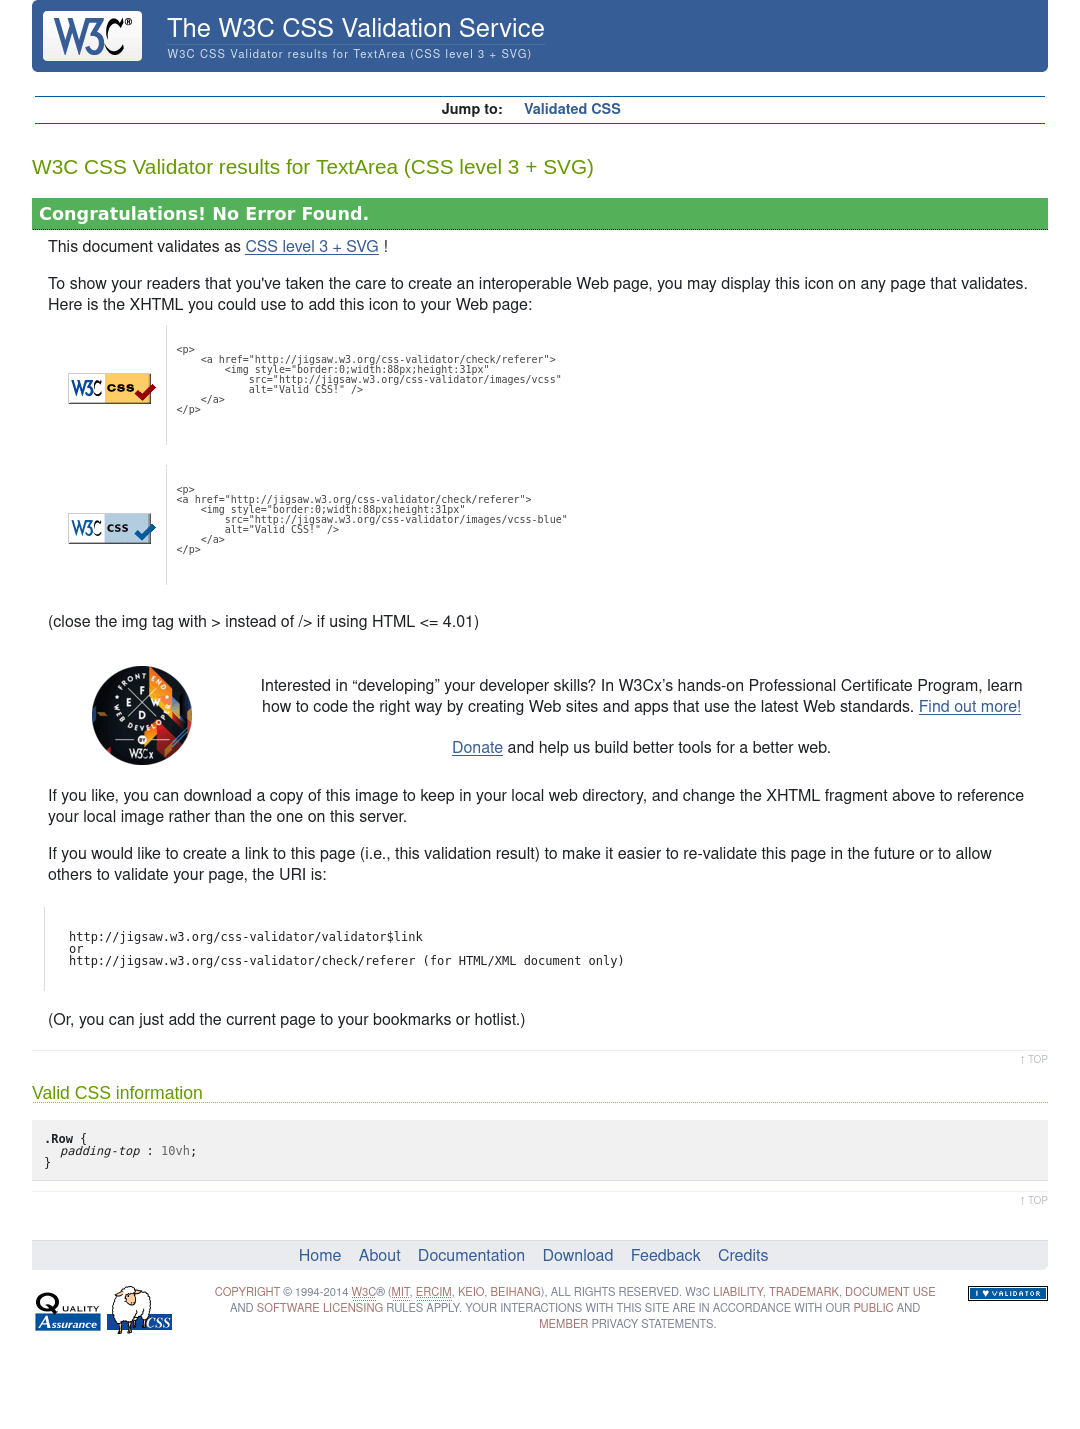 W3C®
The W3C CSS Validation Service
W3C CSS Validator results for TextArea (CSS level 3 + SVG)
Jump to: Validated CSS
W3C CSS Validator results for TextArea (CSS level 3 + SVG)
Congratulations! No Error Found.
This document validates as CSS level 3 + SVG !
To show your readers that you've taken the care to create an interoperable Web page, you may display this icon on any page that validates.
Here is the XHTML you could use to add this icon to your Web page:
W3C css
<p>
<a href="http://jigsaw.w3.org/css-validator/check/referer">
<img style="border:0;width:88px;height:31px"
src="http://jigsaw.w3.org/css-validator/images/vcss"
alt="Valid CSS!" />
</a>
</p>
W3C css
<p>
<a href="http://jigsaw.w3.org/css-validator/check/referer">
<img style="border:0;width:88px;height:31px"
src="http://jigsaw.w3.org/css-validator/images/vcss-blue"
alt="Valid CSS!" />
</a>
</p>
(close the img tag with > instead of /> if using HTML <= 4.01)
FRONT END
F E W D
WEB DEVELOPER
BY
W3Cx
Interested in “developing” your developer skills? In W3Cx’s hands-on Professional Certificate Program, learn
how to code the right way by creating Web sites and apps that use the latest Web standards. Find out more!
Donate and help us build better tools for a better web.
If you like, you can download a copy of this image to keep in your local web directory, and change the XHTML fragment above to reference
your local image rather than the one on this server.
If you would like to create a link to this page (i.e., this validation result) to make it easier to re-validate this page in the future or to allow
others to validate your page, the URI is:
http://jigsaw.w3.org/css-validator/validator$link
or
http://jigsaw.w3.org/css-validator/check/referer (for HTML/XML document only)
(Or, you can just add the current page to your bookmarks or hotlist.)
↑ TOP
Valid CSS information
.Row {
padding-top : 10vh;
}
↑ TOP
Home About Documentation Download Feedback Credits
QUALITY
Assurance
CSS
COPYRIGHT © 1994-2014 W3C® (MIT, ERCIM, KEIO, BEIHANG), ALL RIGHTS RESERVED. W3C LIABILITY, TRADEMARK, DOCUMENT USE
AND SOFTWARE LICENSING RULES APPLY. YOUR INTERACTIONS WITH THIS SITE ARE IN ACCORDANCE WITH OUR PUBLIC AND
MEMBER PRIVACY STATEMENTS.
I ♥ VALIDATOR